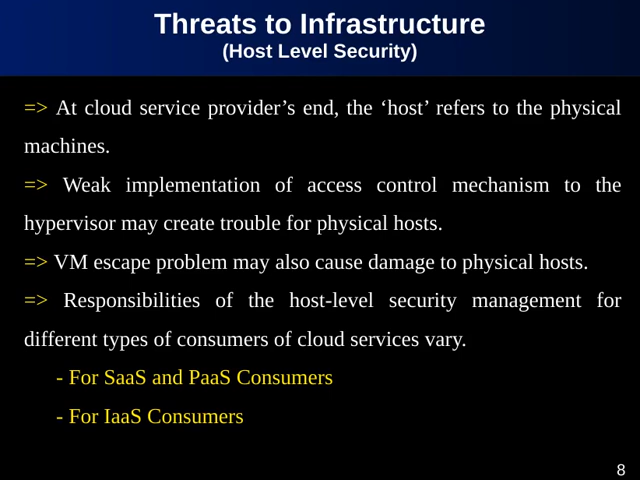 Threats to Infrastructure
(Host Level Security)
=> At cloud service provider’s end, the ‘host’ refers to the physical
machines.
=> Weak implementation of access control mechanism to the
hypervisor may create trouble for physical hosts.
=> VM escape problem may also cause damage to physical hosts.
=> Responsibilities of the host-level security management for
different types of consumers of cloud services vary.
- For SaaS and PaaS Consumers
- For IaaS Consumers
8